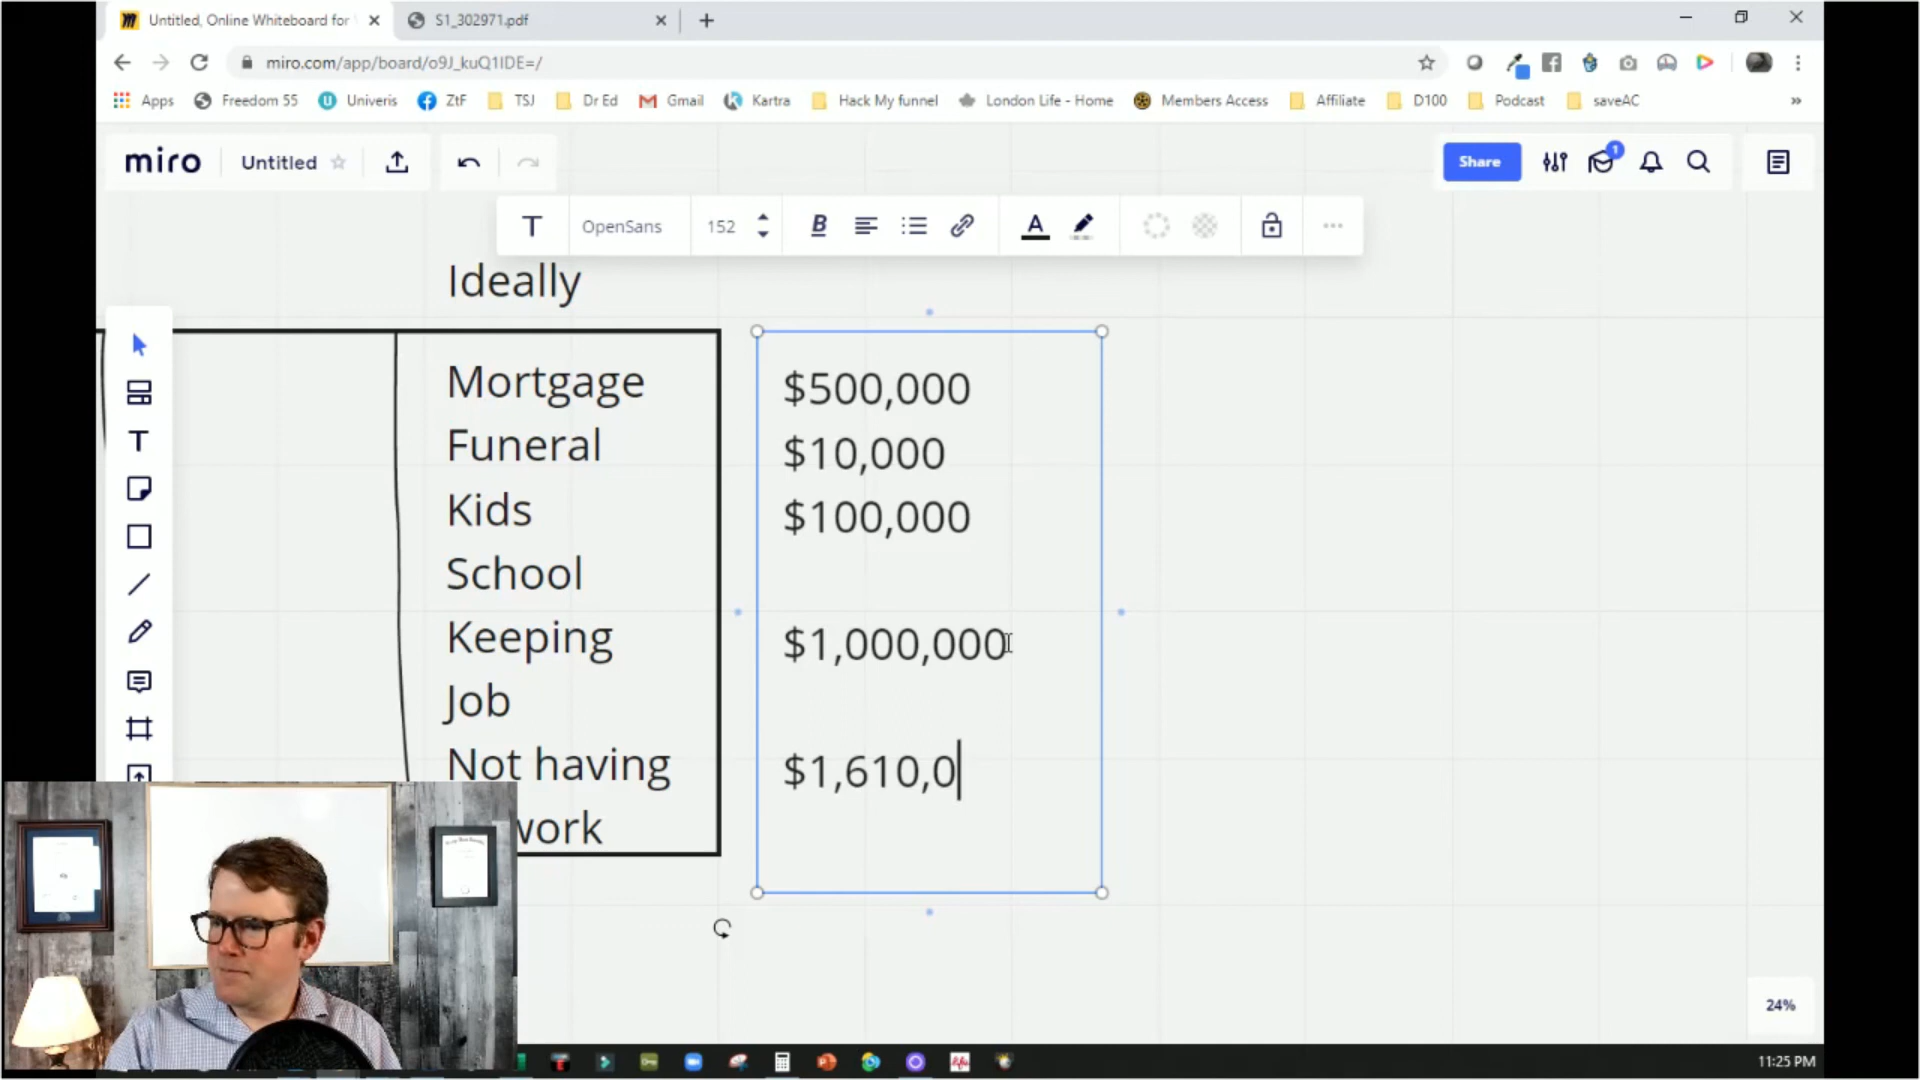 Untitled, Online Whiteboard for
S1_302971.pdf
miro.com/app/board/o9J_kuQ1IDE=/
Apps
Freedom 55
Univeris
ZtF
TSJ
Dr Ed
Gmail
Kartra
Hack My funnel
London Life - Home
Members Access
Affiliate
D100
Podcast
saveAC
miro
Untitled
Share
1
OpenSans
152
Ideally
Mortgage
$500,000
Funeral
$10,000
Kids
$100,000
School
Keeping
$1,000,000
Job
Not having
$1,610,0
work
24%
11:25 PM